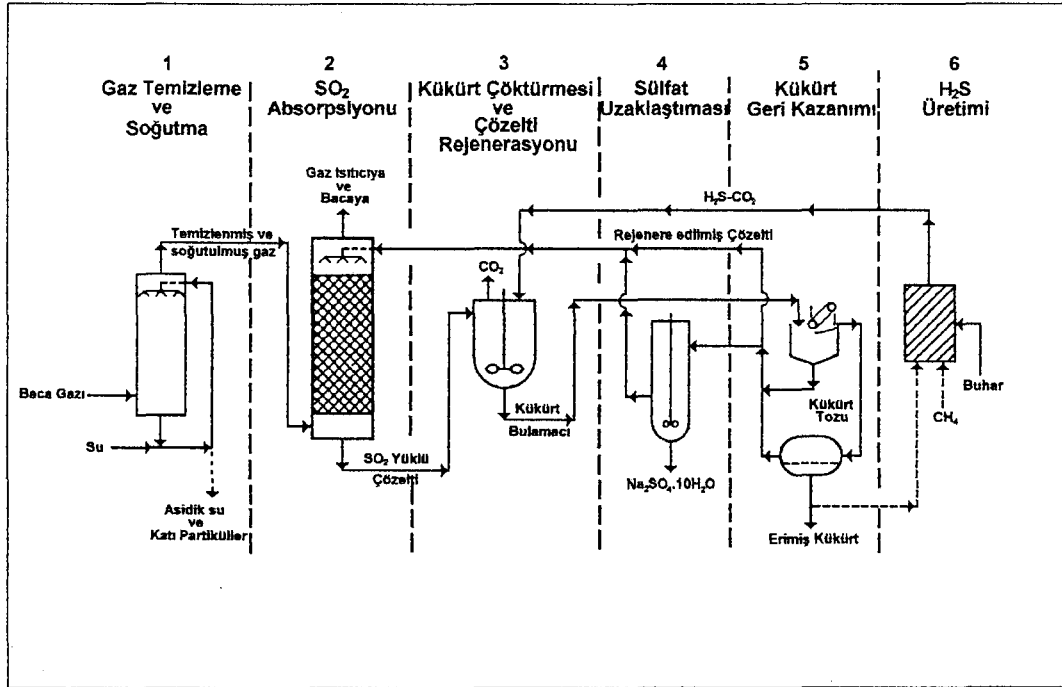 1
Gaz Temizleme
ve
Soğutma
2
SO₂
Absorpsiyonu
3
Kükürt Çöktürmesi
ve
Çözelti
Rejenerasyonu
4
Sülfat
Uzaklaştıması
5
Kükürt
Geri Kazanımı
6
H₂S
Üretimi
Gaz Isıtıcıya
ve
Bacaya
H₂S-CO₂
Temizlenmiş ve
soğutulmuş gaz
Rejenere edilmiş Çözelti
CO₂
Baca Gazı
Su
Kükürt
Bulamacı
Kükürt
Tozu
Buhar
CH₄
SO₂ Yüklü
Çözelti
Na₂SO₄.10H₂O
Asidik su
ve
Katı Partiküller
Erimiş Kükürt